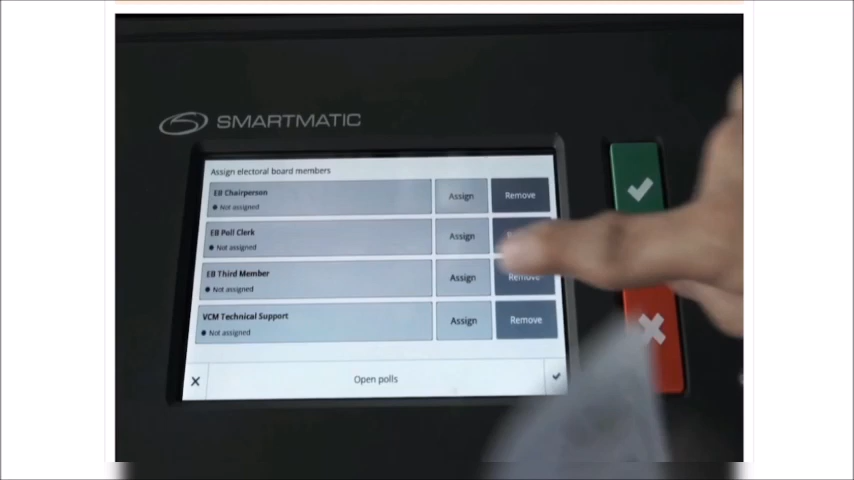 SMARTMATIC
Assign electoral board members
EB Chairperson
Not assigned
Assign
Remove
EB Poll Clerk
Not assigned
Assign
EB Third Member
Not assigned
Assign
Remove
VCM Technical Support
Not assigned
Assign
Remove
Open polls